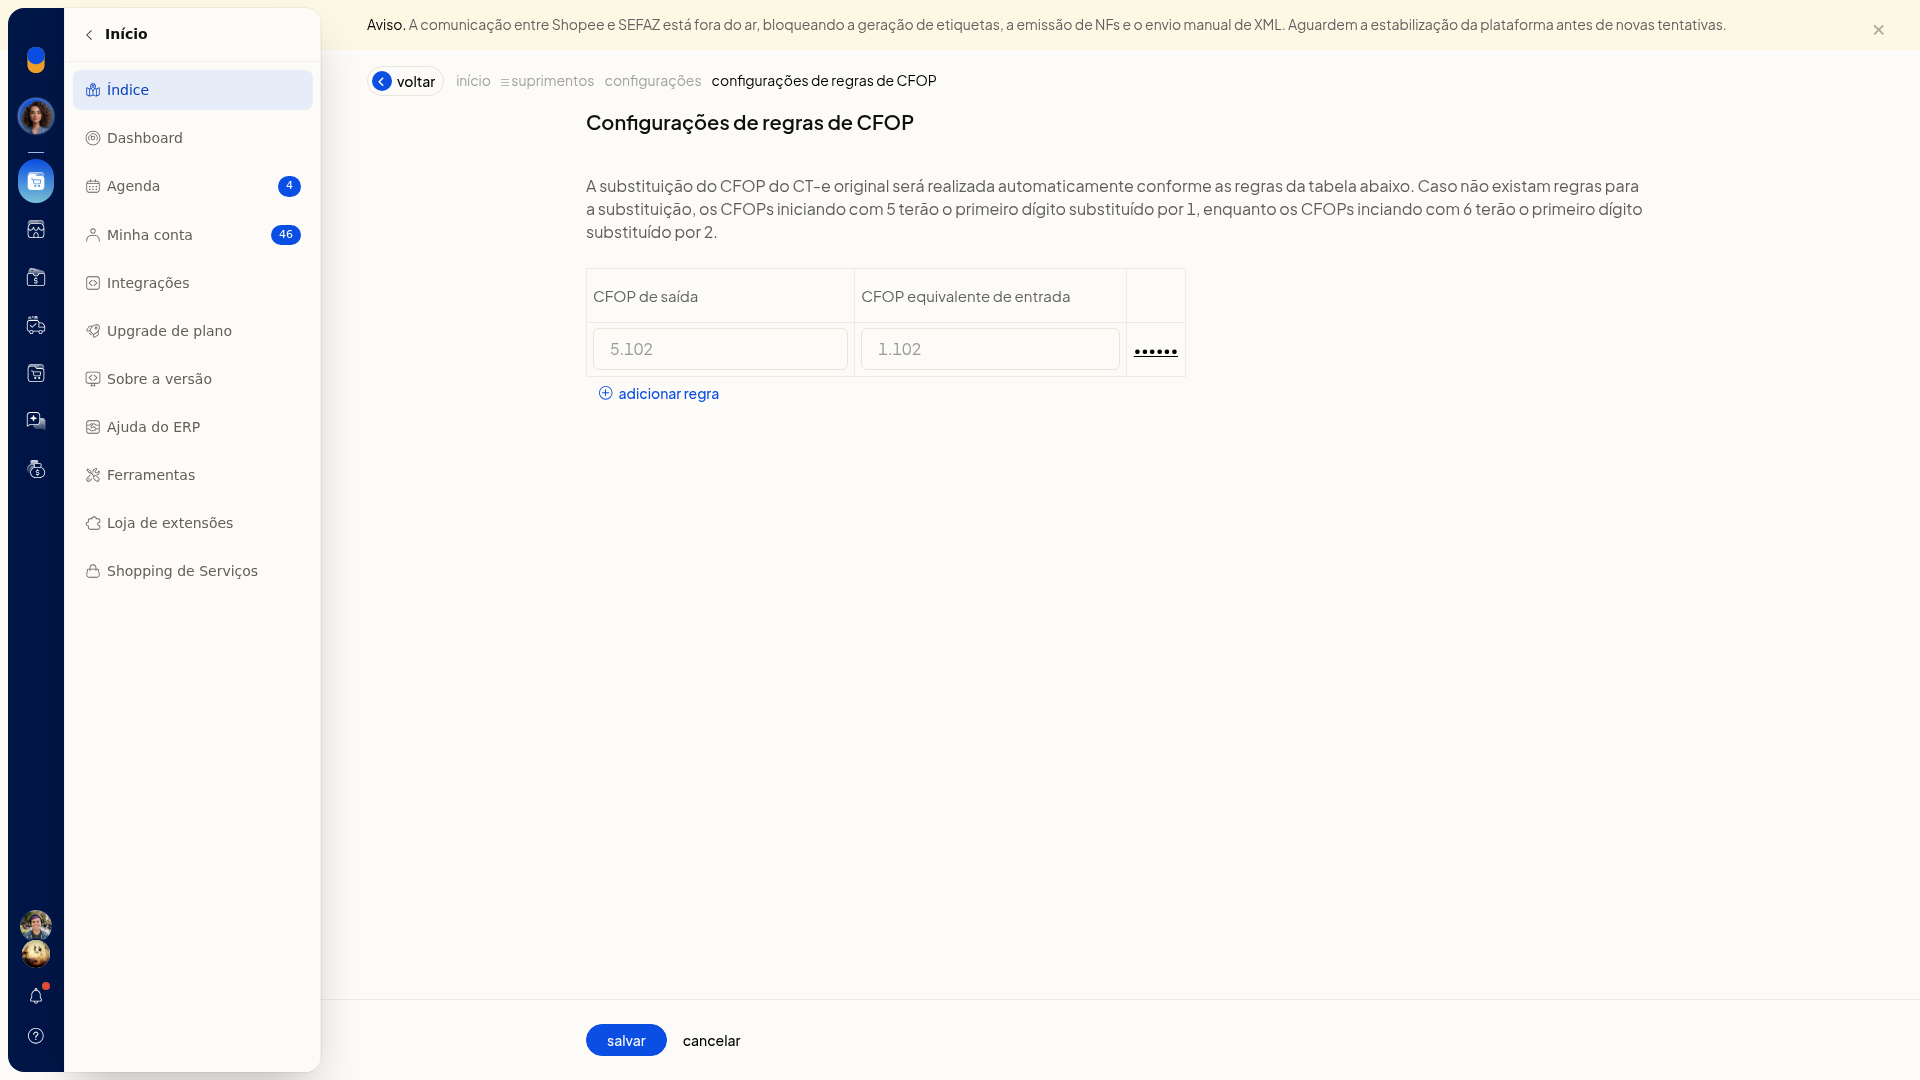 Aviso. A comunicação entre Shopee e SEFAZ está fora do ar, bloqueando a geração de etiquetas, a emissão de NFs e o envio manual de XML. Aguardem a estabilização da plataforma antes de novas tentativas.
Início
Índice
Dashboard
Agenda 4
Minha conta 46
Integrações
Upgrade de plano
Sobre a versão
Ajuda do ERP
Ferramentas
Loja de extensões
Shopping de Serviços
voltar início suprimentos configurações configurações de regras de CFOP
Configurações de regras de CFOP
A substituição do CFOP do CT-e original será realizada automaticamente conforme as regras da tabela abaixo. Caso não existam regras para
a substituição, os CFOPs iniciando com 5 terão o primeiro dígito substituído por 1, enquanto os CFOPs inciando com 6 terão o primeiro dígito
substituído por 2.
CFOP de saída CFOP equivalente de entrada
5.102 1.102
adicionar regra
salvar cancelar